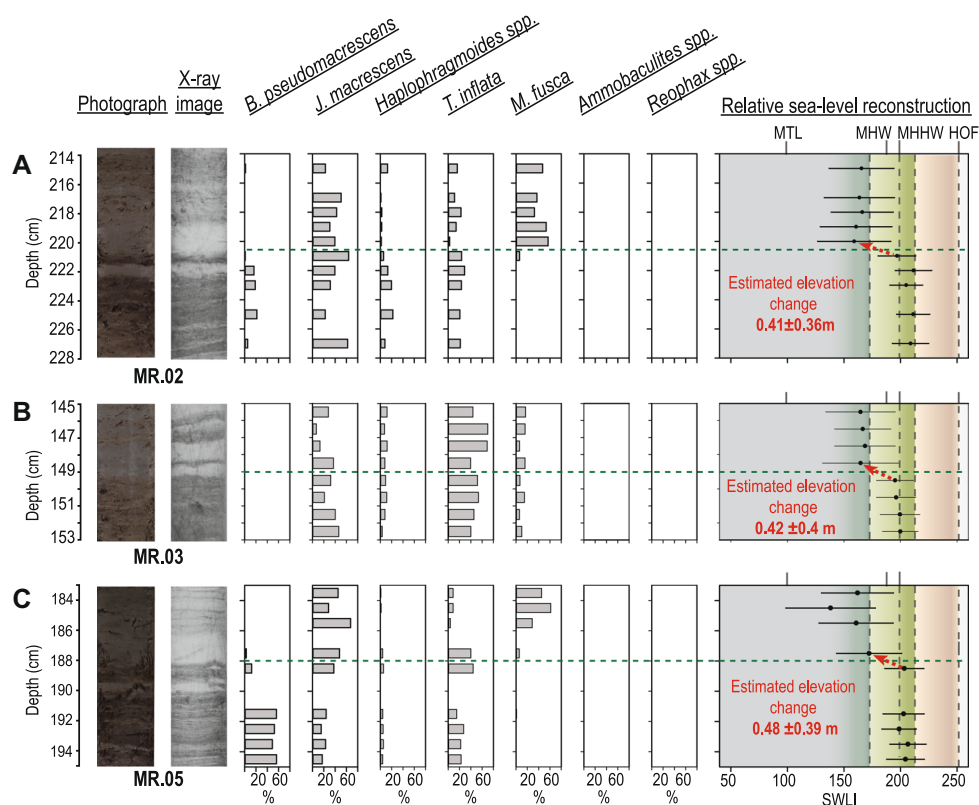 Photograph
X-ray
image
B. pseudomacrescens
J. macrescens
Haplophragmoides spp.
T. inflata
M. fusca
Ammobaculites spp.
Reophax spp.
Relative sea-level reconstruction
MTL MHW MHHW HOF
A
Depth (cm)
214
216
218
220
222
224
226
228
MR.02
Estimated elevation
change
0.41±0.36m
B
Depth (cm)
145
147
149
151
153
MR.03
Estimated elevation
change
0.42 ±0.4 m
C
Depth (cm)
184
186
188
190
192
194
MR.05
Estimated elevation
change
0.48 ±0.39 m
20 60 20 60 20 60 20 60 20 60 20 60 20 60 50 100 150 200 250
% % % % % % % SWLI